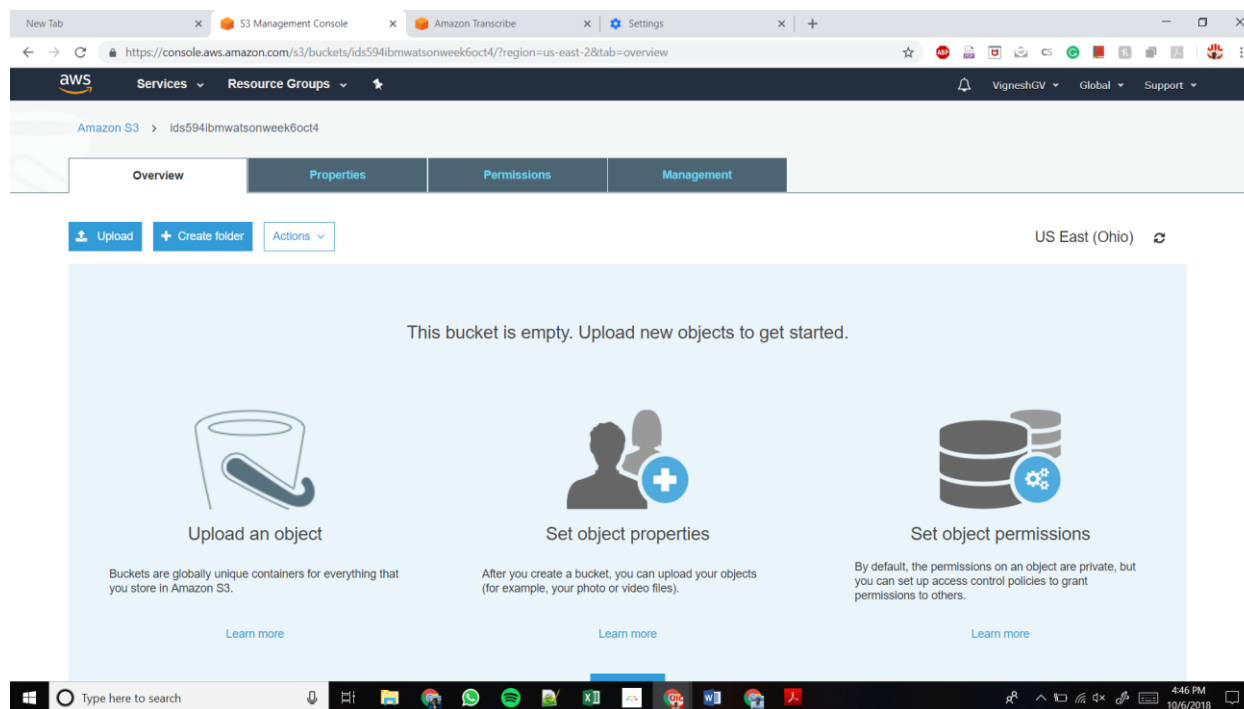 New Tab
S3 Management Console
Amazon Transcribe
Settings
https://console.aws.amazon.com/s3/buckets/ids594ibmwatsonweek6oct4/?region=us-east-2&tab=overview
aws
Services
Resource Groups
VigneshGV
Global
Support
Amazon S3 > ids594ibmwatsonweek6oct4
Overview
Properties
Permissions
Management
Upload
+ Create folder
Actions
US East (Ohio)
This bucket is empty. Upload new objects to get started.
Upload an object
Buckets are globally unique containers for everything that
you store in Amazon S3.
Learn more
Set object properties
After you create a bucket, you can upload your objects
(for example, your photo or video files).
Learn more
Set object permissions
By default, the permissions on an object are private, but
you can set up access control policies to grant
permissions to others.
Learn more
Type here to search
4:46 PM
10/6/2018